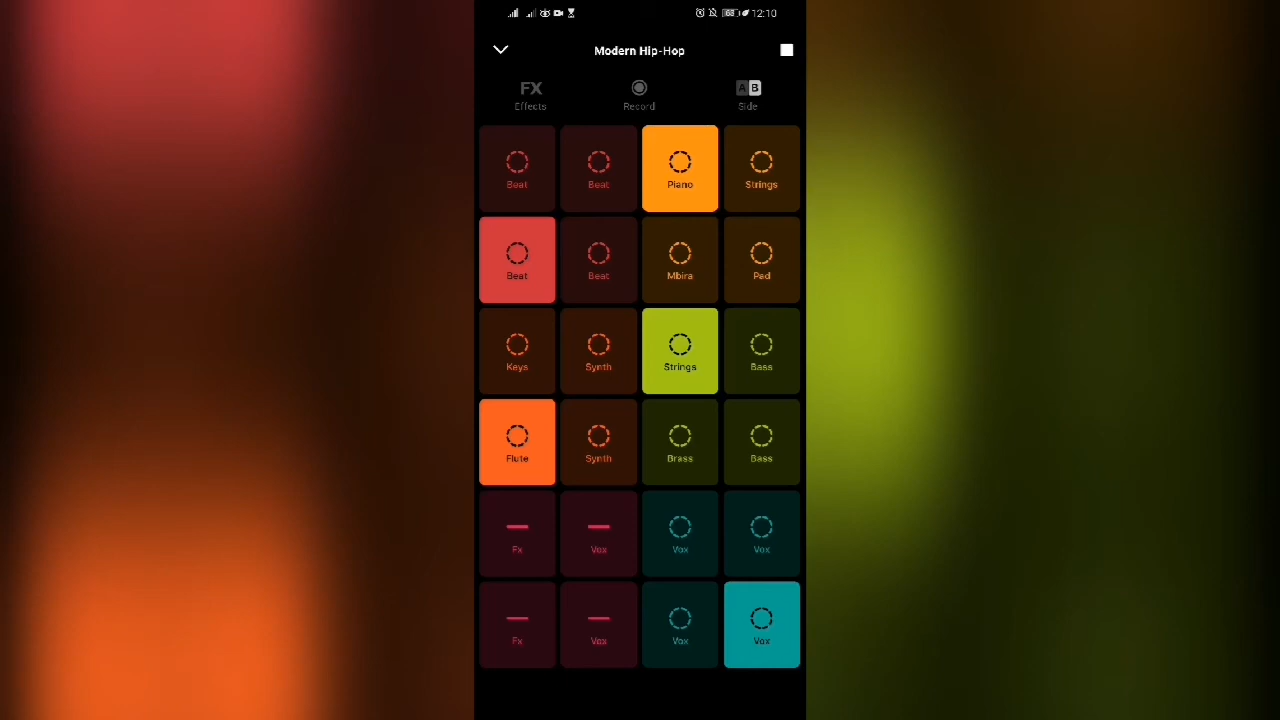 68 12:10
Modern Hip-Hop
FX A B
Effects Record Side
Beat Beat Piano Strings
Beat Beat Mbira Pad
Keys Synth Strings Bass
Flute Synth Brass Bass
Fx Vox Vox Vox
Fx Vox Vox Vox